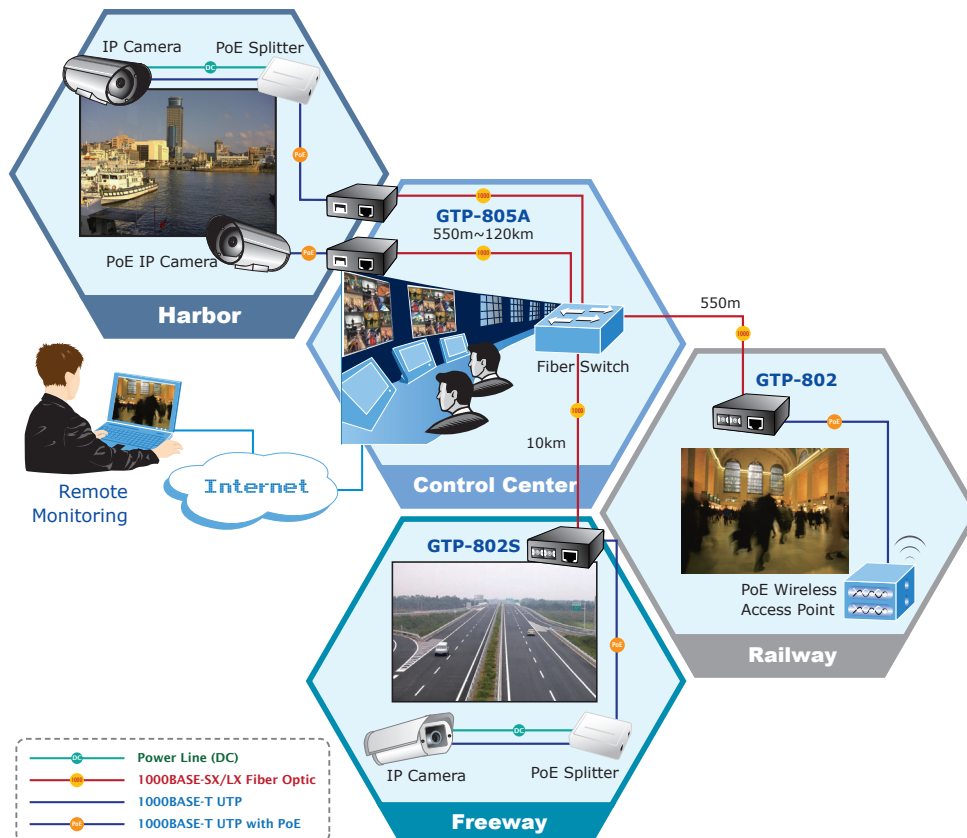 IP Camera
PoE Splitter
DC
PoE
PoE IP Camera
PoE
Harbor
1000
GTP-805A
550m~120km
1000
Fiber Switch
1000
10km
Control Center
550m
1000
GTP-802
PoE
PoE Wireless
Access Point
Railway
Remote
Monitoring
Internet
GTP-802S
PoE
DC
IP Camera
PoE Splitter
Freeway
DC
Power Line (DC)
1000
1000BASE-SX/LX Fiber Optic
1000BASE-T UTP
PoE
1000BASE-T UTP with PoE